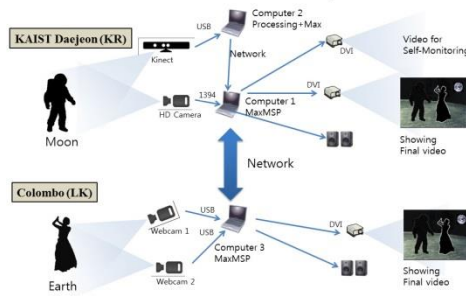 KAIST Daejeon (KR)
USB
Computer 2
Processing+Max
Kinect
Network
DVI
Video for
Self-Monitoring
1394
Computer 1
MaxMSP
DVI
HD Camera
Moon
Showing
Final video
Network
Colombo (LK)
USB
Webcam 1
USB
Computer 3
MaxMSP
DVI
Webcam 2
Earth
Showing
Final video